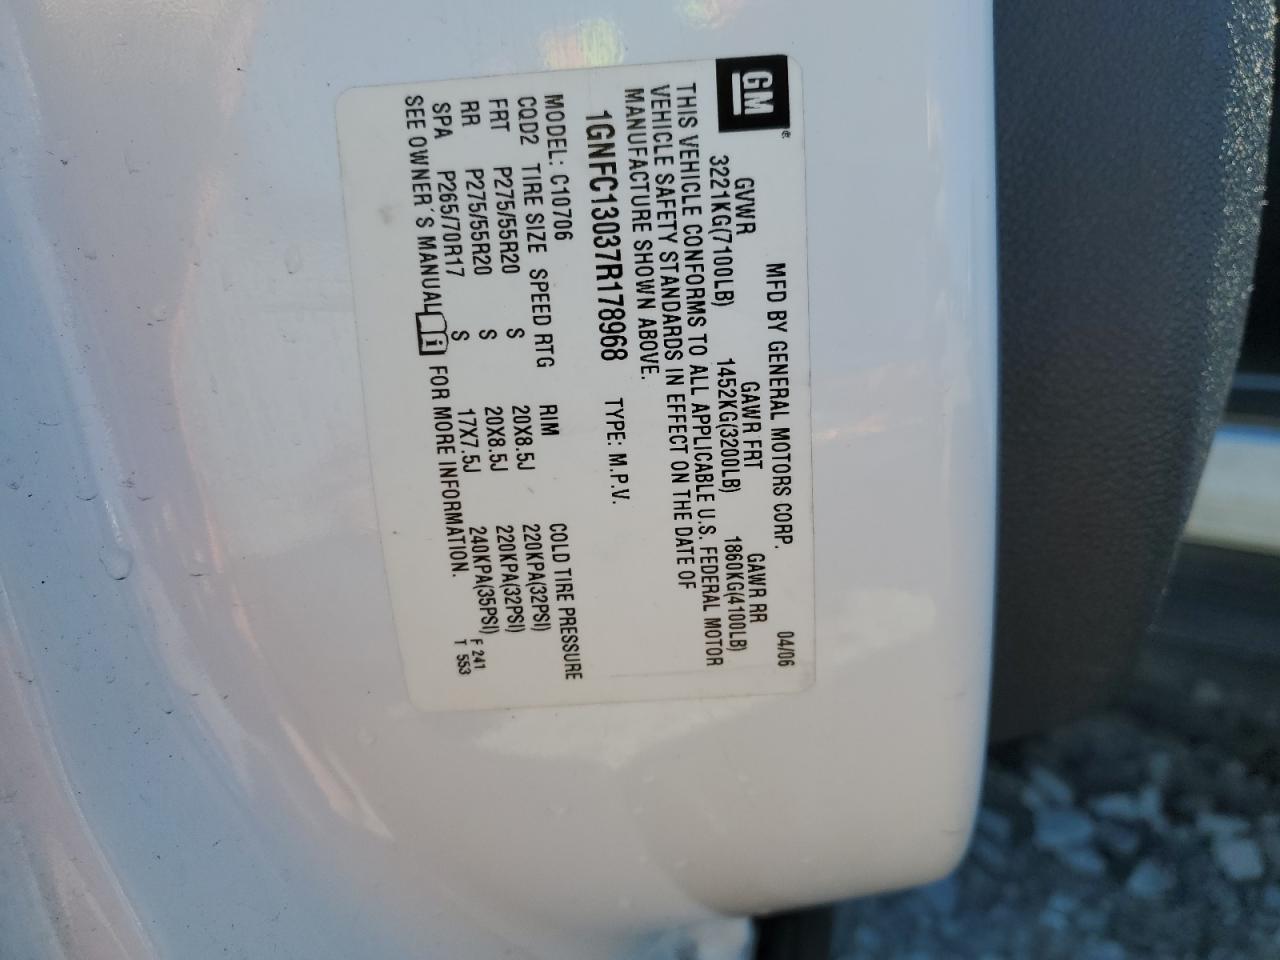 GM®
MFD BY GENERAL MOTORS CORP. 04/06
GVWR GAWR FRT GAWR RR
3221KG(7100LB) 1452KG(3200LB) 1860KG(4100LB)
THIS VEHICLE CONFORMS TO ALL APPLICABLE U.S. FEDERAL MOTOR
VEHICLE SAFETY STANDARDS IN EFFECT ON THE DATE OF
MANUFACTURE SHOWN ABOVE.
1GNFC13037R178968 TYPE: M.P.V.
MODEL: C10706
CQD2 TIRE SIZE SPEED RTG RIM COLD TIRE PRESSURE
FRT P275/55R20 S 20X8.5J 220KPA(32PSI)
RR P275/55R20 S 20X8.5J 220KPA(32PSI)
SPA P265/70R17 S 17X7.5J 240KPA(35PSI) F 241
SEE OWNER'S MANUAL i FOR MORE INFORMATION. T 553